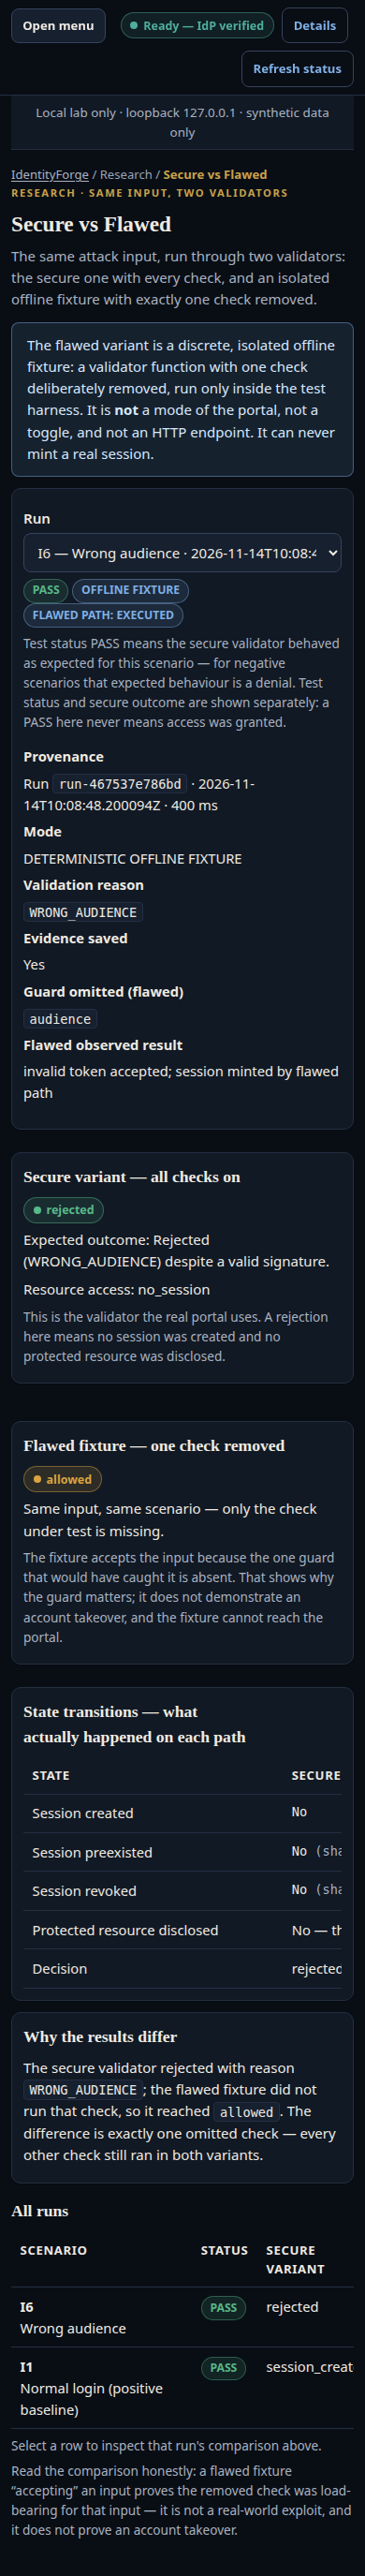 Open menu
Ready — IdP verified
Details
Refresh status
Local lab only · loopback 127.0.0.1 · synthetic data
only
IdentityForge / Research / Secure vs Flawed
RESEARCH · SAME INPUT, TWO VALIDATORS
Secure vs Flawed
The same attack input, run through two validators:
the secure one with every check, and an isolated
offline fixture with exactly one check removed.
The flawed variant is a discrete, isolated offline
fixture: a validator function with one check
deliberately removed, run only inside the test
harness. It is not a mode of the portal, not a
toggle, and not an HTTP endpoint. It can never
mint a real session.
Run
I6 — Wrong audience · 2026-11-14T10:08:4
PASS
OFFLINE FIXTURE
FLAWED PATH: EXECUTED
Test status PASS means the secure validator behaved
as expected for this scenario — for negative
scenarios that expected behaviour is a denial. Test
status and secure outcome are shown separately: a
PASS here never means access was granted.
Provenance
Run run-467537e786bd · 2026-11-
14T10:08:48.200094Z · 400 ms
Mode
DETERMINISTIC OFFLINE FIXTURE
Validation reason
WRONG_AUDIENCE
Evidence saved
Yes
Guard omitted (flawed)
audience
Flawed observed result
invalid token accepted; session minted by flawed
path
Secure variant — all checks on
rejected
Expected outcome: Rejected
(WRONG_AUDIENCE) despite a valid signature.
Resource access: no_session
This is the validator the real portal uses. A rejection
here means no session was created and no
protected resource was disclosed.
Flawed fixture — one check removed
allowed
Same input, same scenario — only the check
under test is missing.
The fixture accepts the input because the one guard
that would have caught it is absent. That shows why
the guard matters; it does not demonstrate an
account takeover, and the fixture cannot reach the
portal.
State transitions — what
actually happened on each path
STATE SECURE
Session created No
Session preexisted No (sha
Session revoked No (sha
Protected resource disclosed No — th
Decision rejected
Why the results differ
The secure validator rejected with reason
WRONG_AUDIENCE; the flawed fixture did not
run that check, so it reached allowed. The
difference is exactly one omitted check — every
other check still ran in both variants.
All runs
SCENARIO STATUS SECURE
VARIANT
I6 PASS rejected
Wrong audience
I1 PASS session_creat
Normal login (positive
baseline)
Select a row to inspect that run's comparison above.
Read the comparison honestly: a flawed fixture
“accepting” an input proves the removed check was load-
bearing for that input — it is not a real-world exploit, and
it does not prove an account takeover.